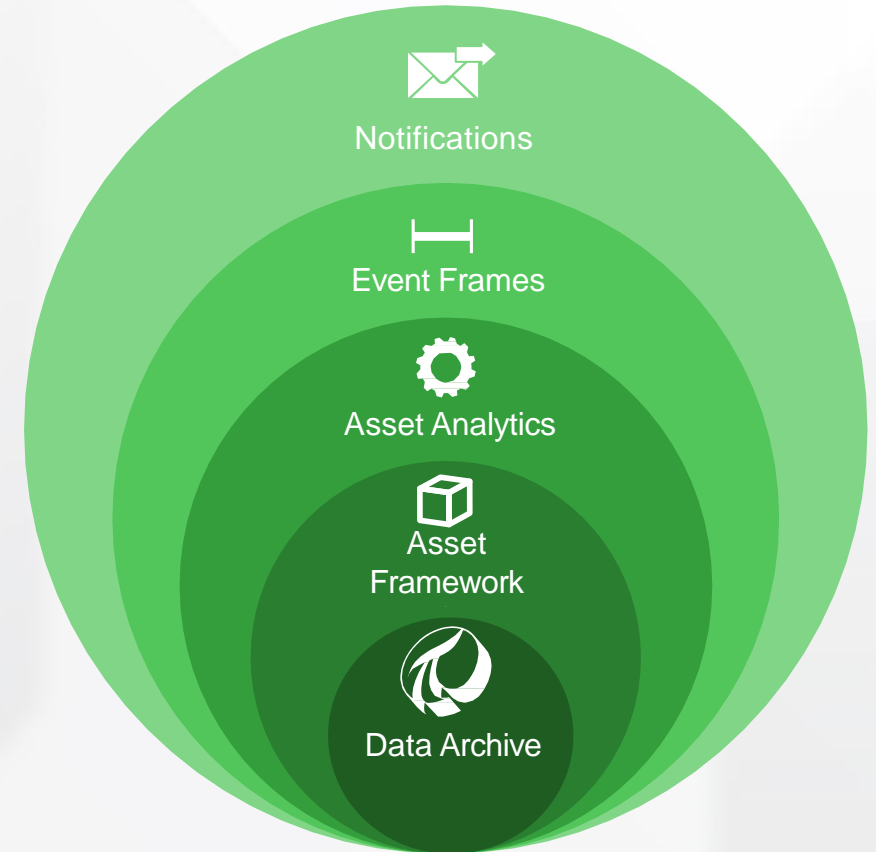 Notifications
Event Frames
Asset Analytics
Asset
Framework
Data Archive